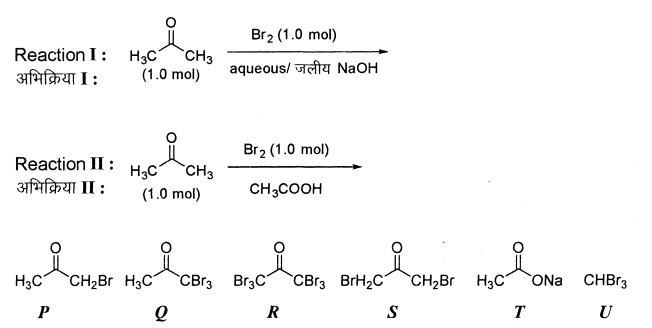 Br2 (1.0 mol)
Reaction I :
अभिक्रिया I :
O
H3C CH3
(1.0 mol)
aqueous/ जलीय NaOH
Br2 (1.0 mol)
Reaction II :
अभिक्रिया II :
O
H3C CH3
(1.0 mol)
CH3COOH
O O O O O
H3C CH2Br H3C CBr3 Br3C CBr3 BrH2C CH2Br H3C ONa CHBr3
P Q R S T U